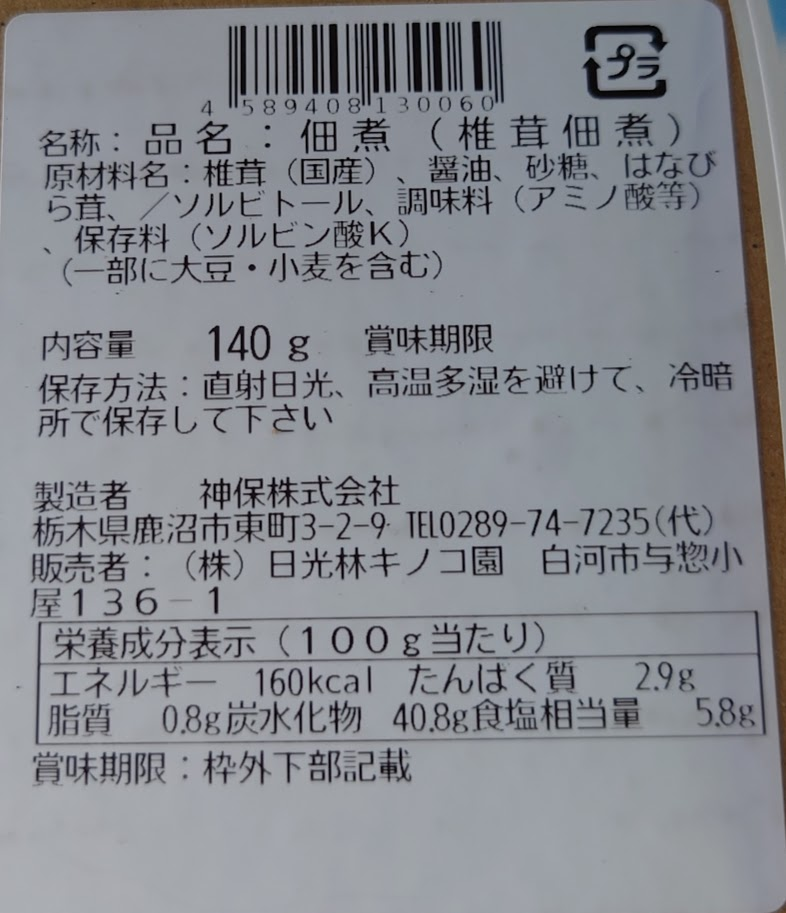 プラ
4 589408 130060
名称：品名：佃煮（椎茸佃煮）
原材料名：椎茸（国産）、醤油、砂糖、はなび
ら茸、／ソルビトール、調味料（アミノ酸等）
、保存料（ソルビン酸K）
（一部に大豆・小麦を含む）
内容量 140g 賞味期限
保存方法：直射日光、高温多湿を避けて、冷暗
所で保存して下さい
製造者 神保株式会社
栃木県鹿沼市東町3-2-9 TEL0289-74-7235(代)
販売者：（株）日光林キノコ園 白河市与惣小
屋136-1
栄養成分表示（100g当たり）
エネルギー 160kcal たんぱく質 2.9g
脂質 0.8g炭水化物 40.8g食塩相当量 5.8g
賞味期限：枠外下部記載